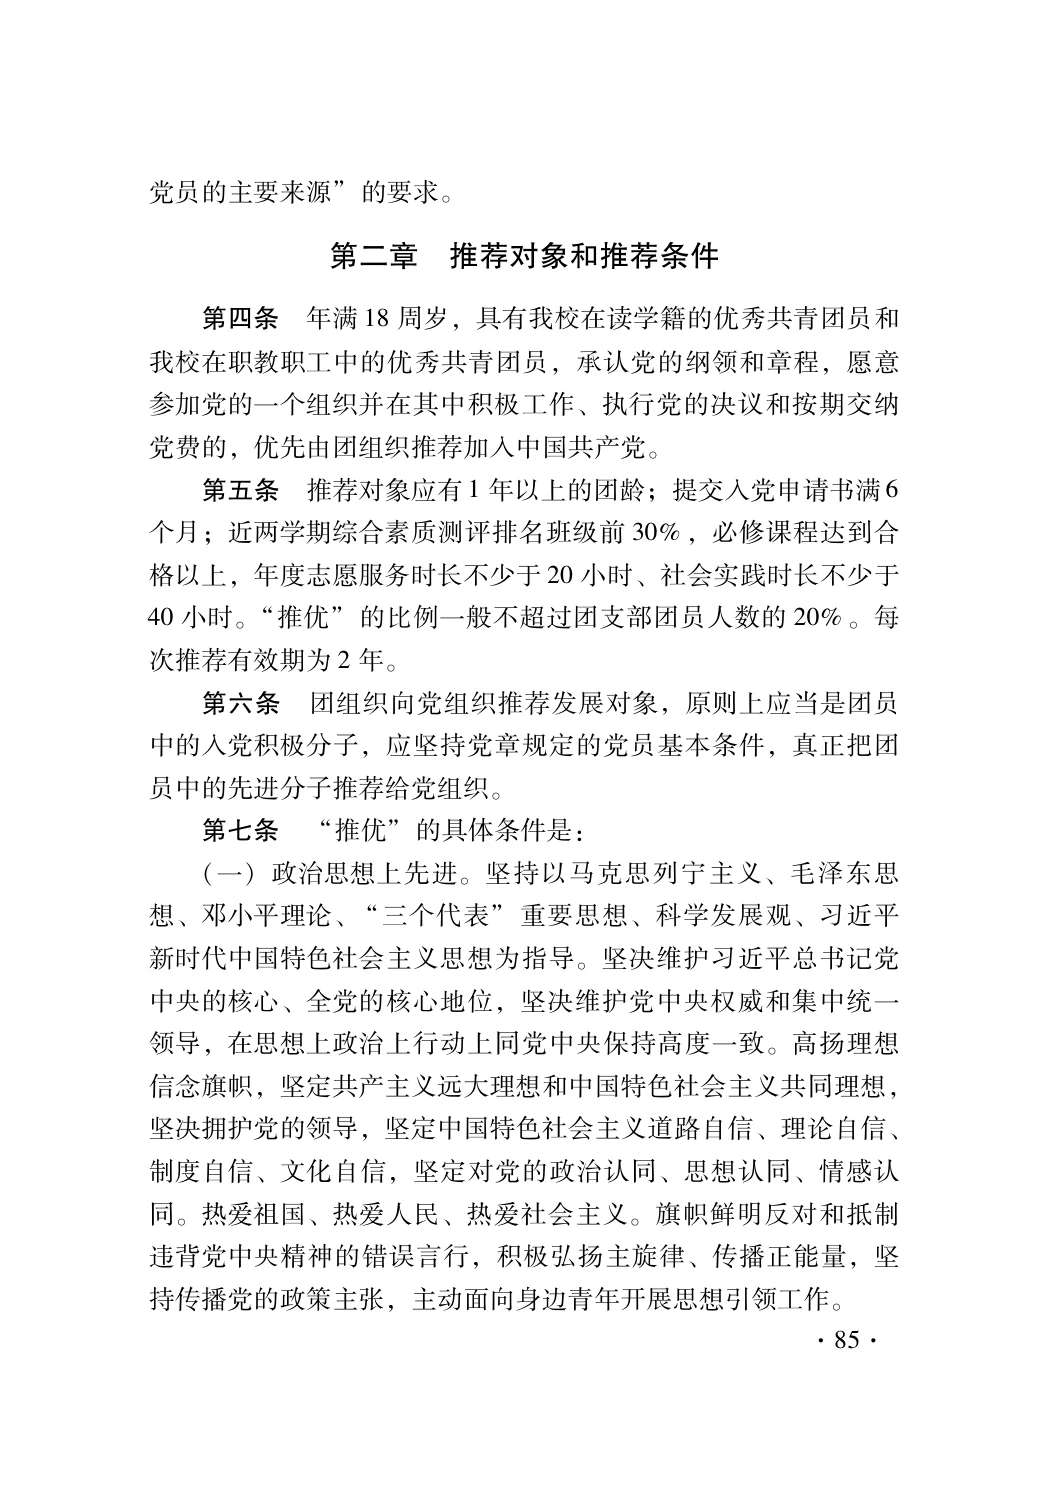 党员的主要来源”的要求。
第二章　推荐对象和推荐条件
第四条　年满18 周岁，具有我校在读学籍的优秀共青团员和
我校在职教职工中的优秀共青团员，承认党的纲领和章程，愿意
参加党的一个组织并在其中积极工作、执行党的决议和按期交纳
党费的，优先由团组织推荐加入中国共产党。
第五条　推荐对象应有1 年以上的团龄；提交入党申请书满6
个月；近两学期综合素质测评排名班级前30%，必修课程达到合
格以上，年度志愿服务时长不少于20 小时、社会实践时长不少于
40 小时。“推优”的比例一般不超过团支部团员人数的20%。每
次推荐有效期为2 年。
第六条　团组织向党组织推荐发展对象，原则上应当是团员
中的入党积极分子，应坚持党章规定的党员基本条件，真正把团
员中的先进分子推荐给党组织。
第七条　“推优”的具体条件是：
（一）政治思想上先进。坚持以马克思列宁主义、毛泽东思
想、邓小平理论、“三个代表”重要思想、科学发展观、习近平
新时代中国特色社会主义思想为指导。坚决维护习近平总书记党
中央的核心、全党的核心地位，坚决维护党中央权威和集中统一
领导，在思想上政治上行动上同党中央保持高度一致。高扬理想
信念旗帜，坚定共产主义远大理想和中国特色社会主义共同理想，
坚决拥护党的领导，坚定中国特色社会主义道路自信、理论自信、
制度自信、文化自信，坚定对党的政治认同、思想认同、情感认
同。热爱祖国、热爱人民、热爱社会主义。旗帜鲜明反对和抵制
违背党中央精神的错误言行，积极弘扬主旋律、传播正能量，坚
持传播党的政策主张，主动面向身边青年开展思想引领工作。
·85·